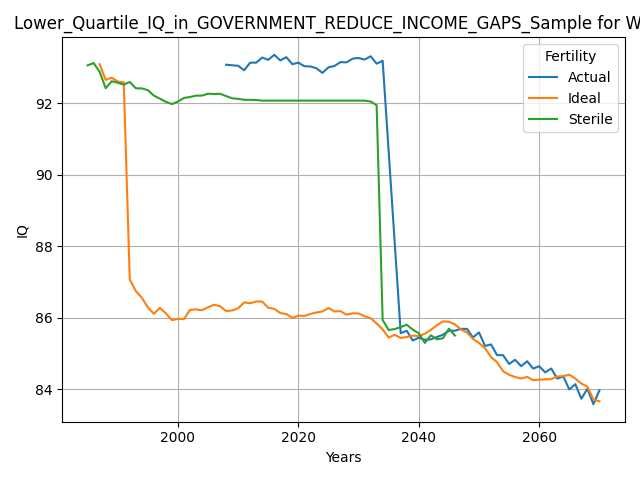 Lower_Quartile_IQ_in_GOVERNMENT_REDUCE_INCOME_GAPS_Sample for W
Fertility
Actual
Ideal
Sterile
IQ
92
90
88
86
84
2000 2020 2040 2060
Years